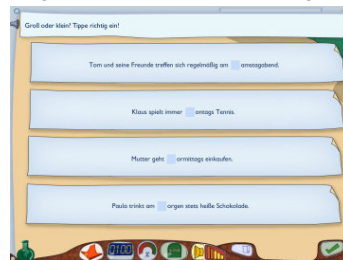 Groß oder klein! Tippe richtig ein!
Tom und seine Freunde treffen sich regelmäßig am amstagabend.
Klaus spielt immer ontags Tennis.
Mutter geht ormittags einkaufen.
Paula trinkt am orgen stets heiße Schokolade.
0100